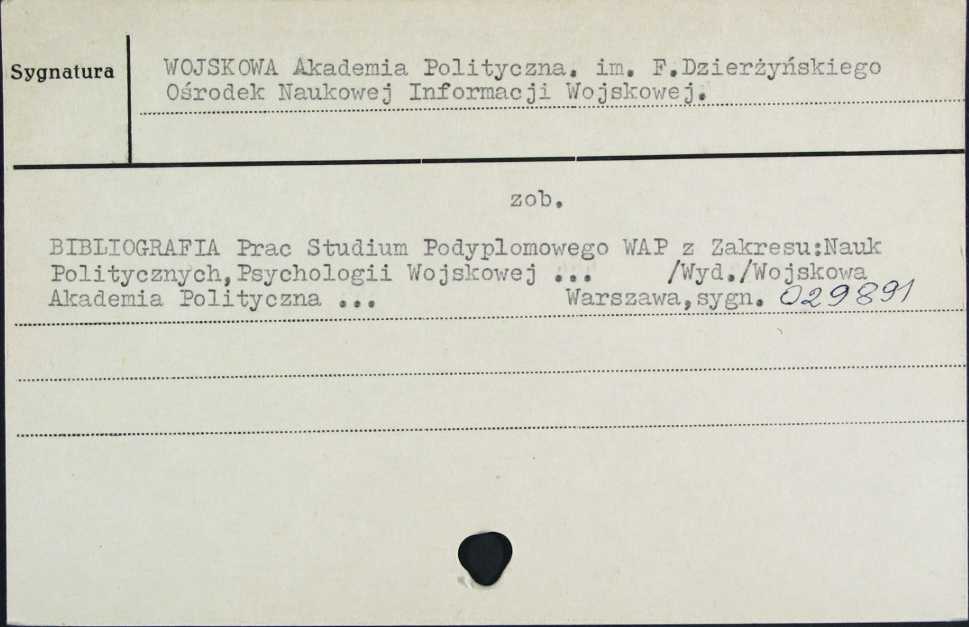 Sygnatura
WOJSKOWA Akademia Polityczna. im. F.Dzierżyńskiego
Ośrodek Naukowej Informacji Wojskowej.
zob.
BIBLIOGRAFIA Prac Studium Podyplomowego WAP z Zakresu:Nauk
Politycznych,Psychologii Wojskowej ... /Wyd./Wojskowa
Akademia Polityczna ... Warszawa,sygn. 029891